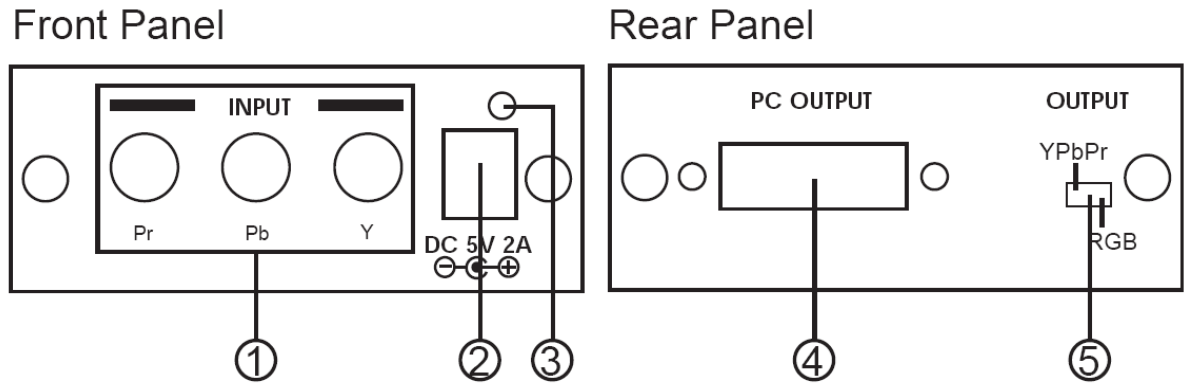 Front Panel
INPUT
Pr Pb Y
DC 5V 2A
① ② ③
Rear Panel
PC OUTPUT OUTPUT
YPbPr
RGB
④ ⑤